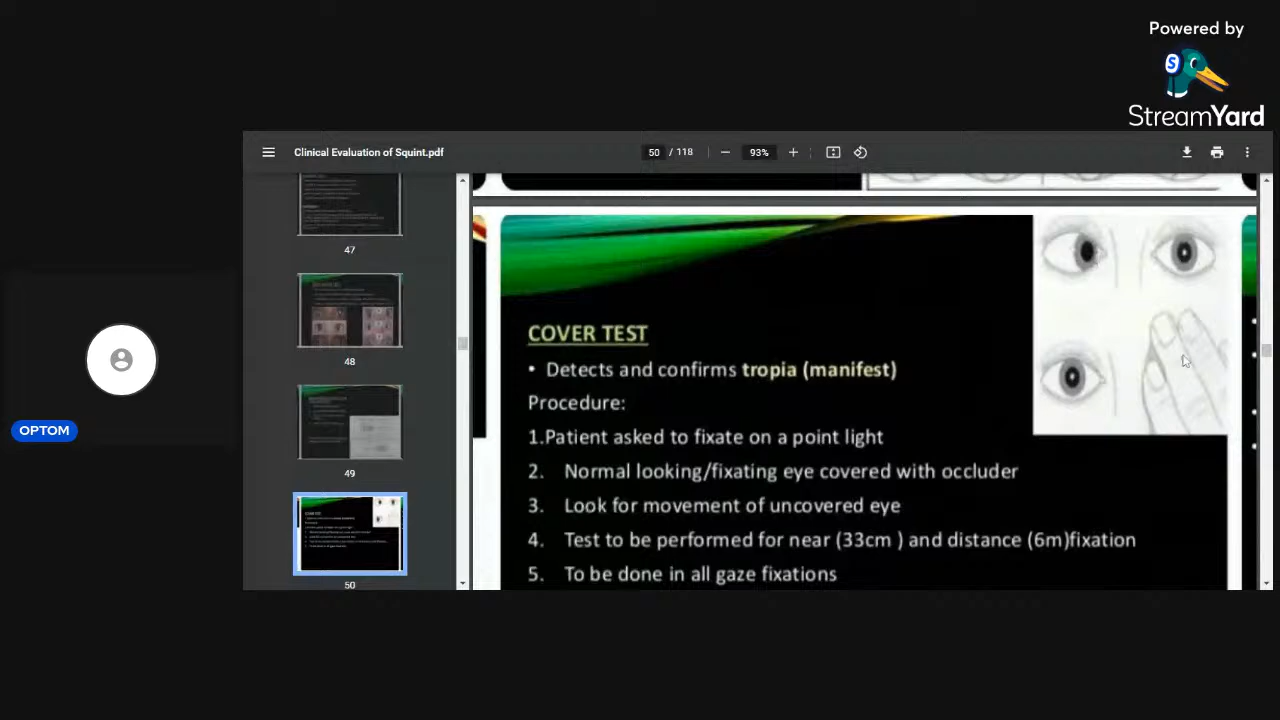 Powered by
S
StreamYard
Clinical Evaluation of Squint.pdf
50 / 118
93%
47
48
49
50
COVER TEST
• Detects and confirms tropia (manifest)
Procedure:
1.Patient asked to fixate on a point light
2. Normal looking/fixating eye covered with occluder
3. Look for movement of uncovered eye
4. Test to be performed for near (33cm ) and distance (6m)fixation
5. To be done in all gaze fixations
OPTOM